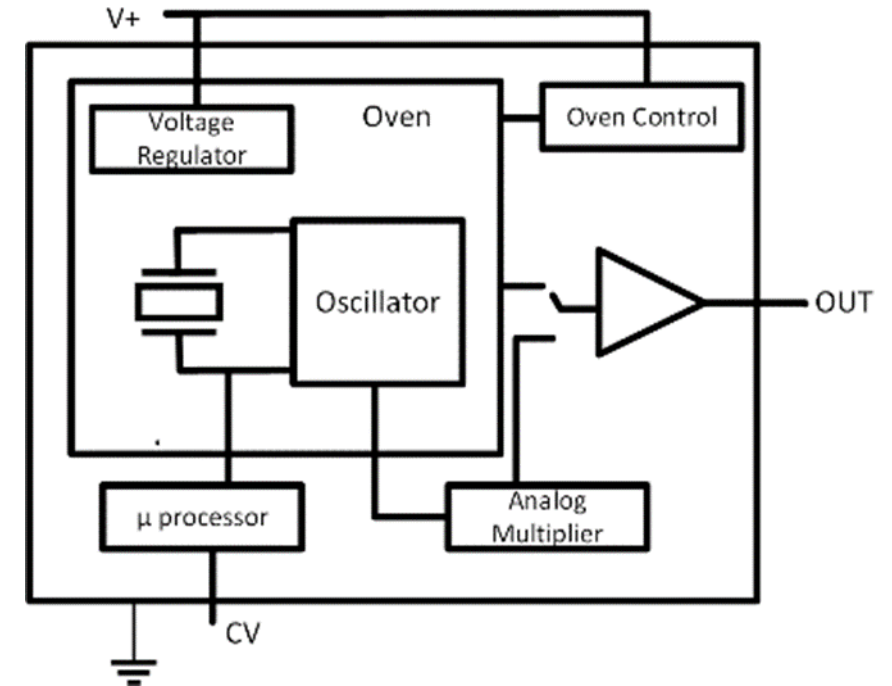 V+
Voltage
Regulator
Oven
Oven Control
Oscillator
OUT
μ processor
Analog
Multiplier
CV